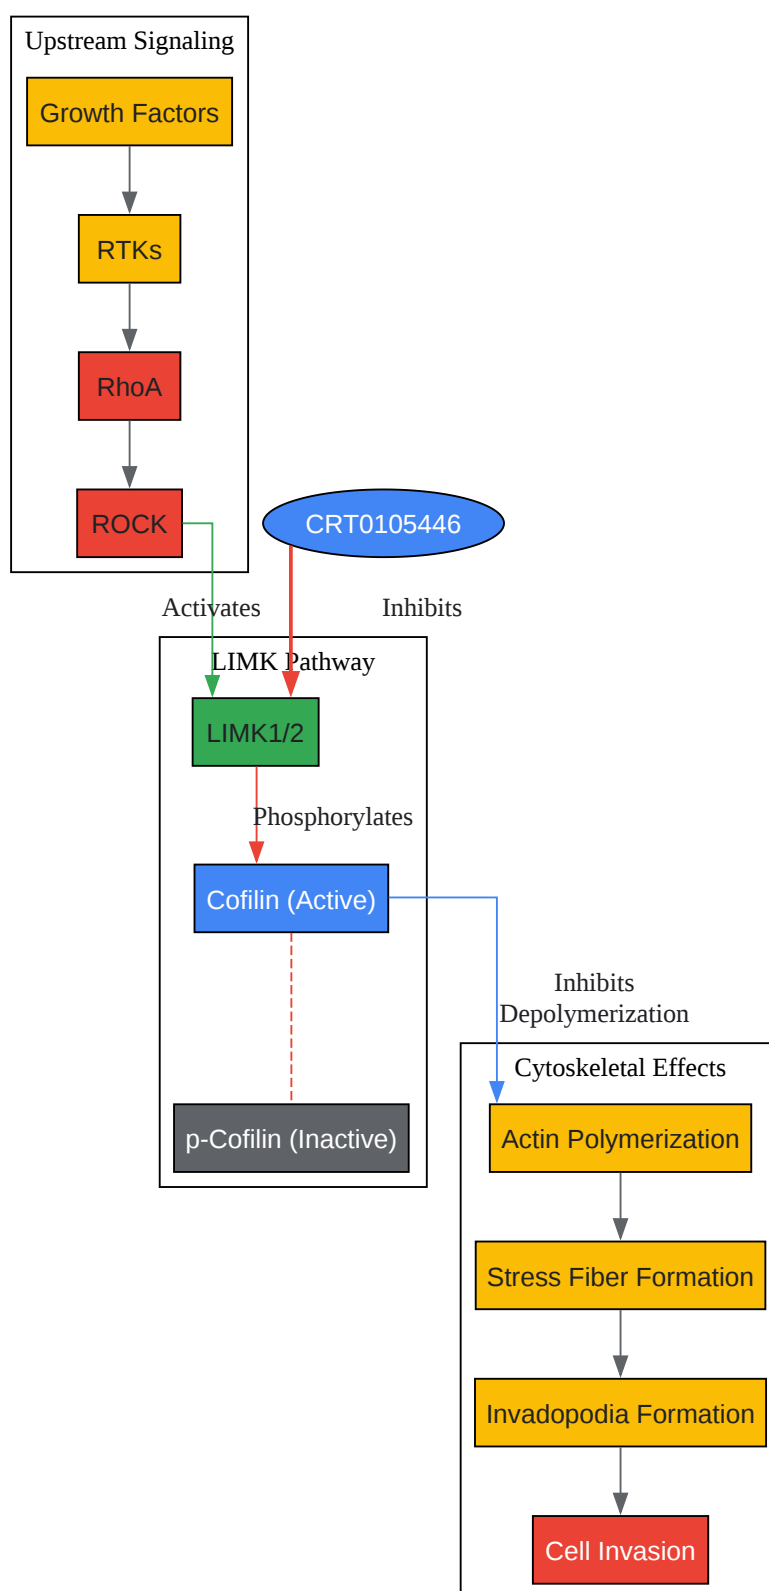 Upstream Signaling
Growth Factors
RTKs
RhoA
ROCK
CRT0105446
Activates
Inhibits
LIMK Pathway
LIMK1/2
Phosphorylates
Cofilin (Active)
Inhibits
Depolymerization
Cytoskeletal Effects
p-Cofilin (Inactive)
Actin Polymerization
Stress Fiber Formation
Invadopodia Formation
Cell Invasion